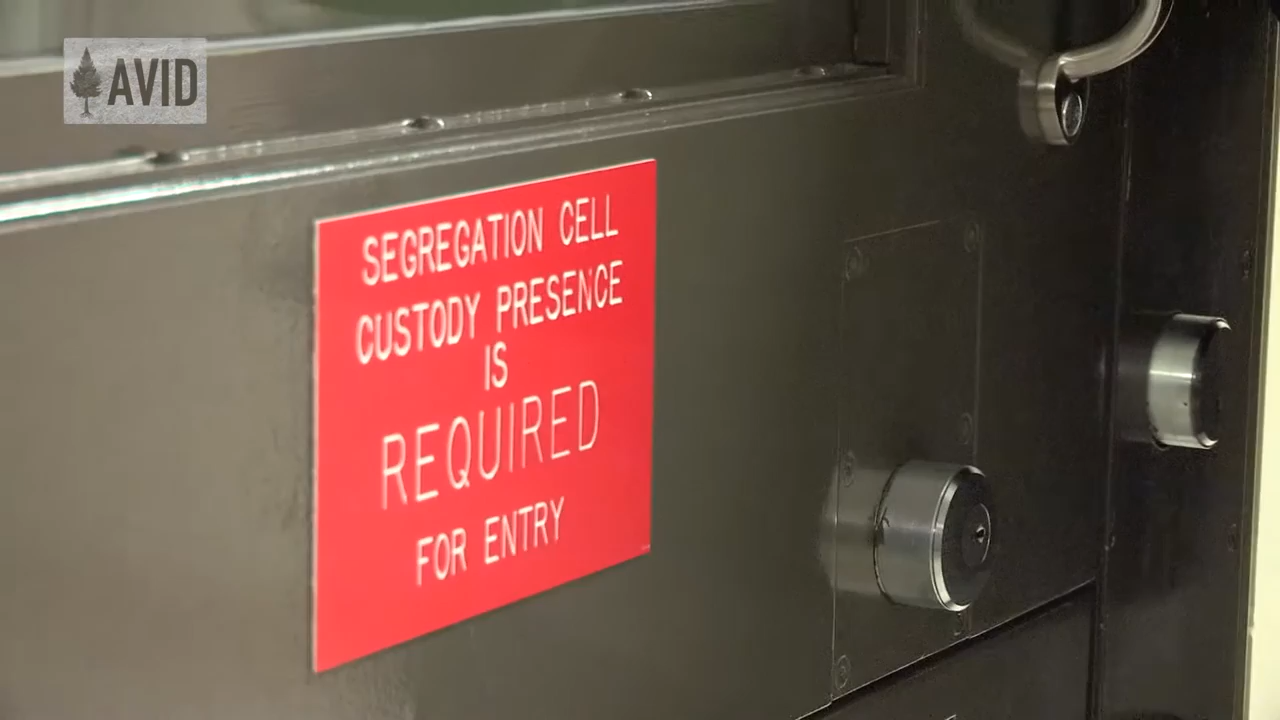 AVID
SEGREGATION CELL
CUSTODY PRESENCE
IS
REQUIRED
FOR ENTRY